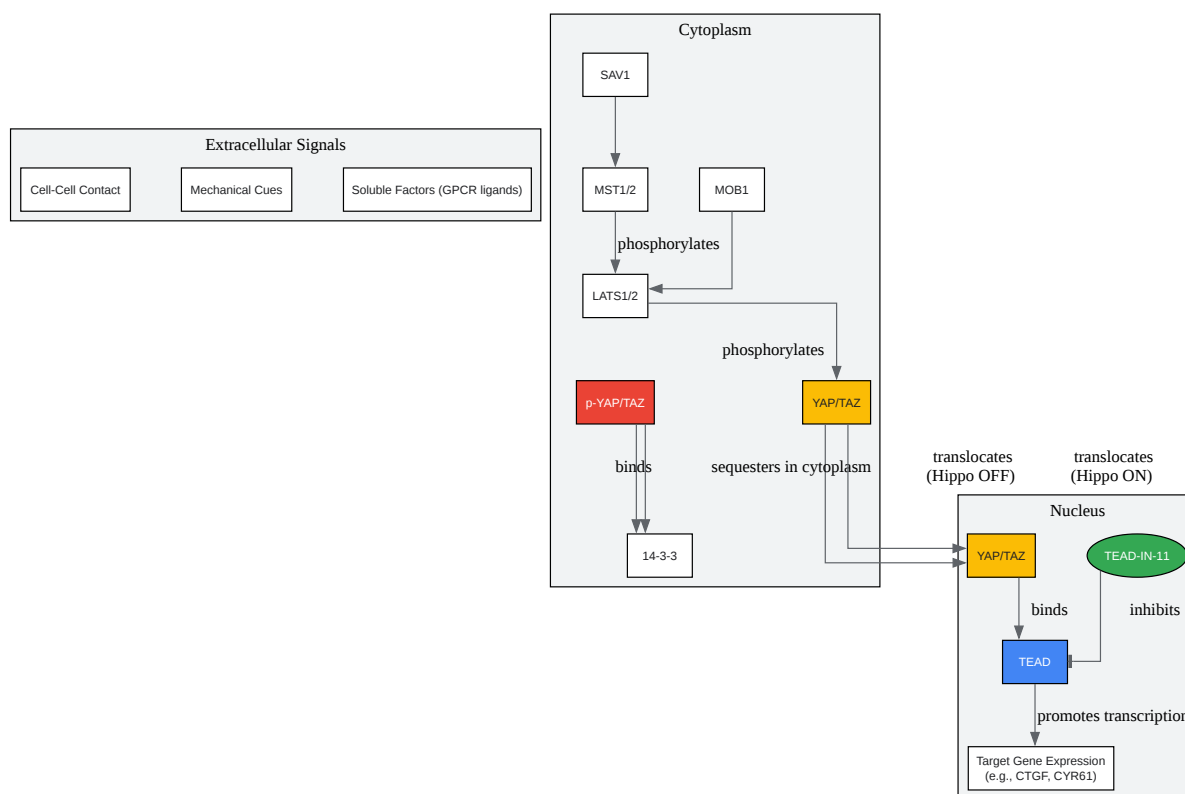 Cytoplasm
SAV1
Extracellular Signals
Cell-Cell Contact
Mechanical Cues
Soluble Factors (GPCR ligands)
MST1/2
MOB1
phosphorylates
LATS1/2
phosphorylates
p-YAP/TAZ
YAP/TAZ
binds
sequesters in cytoplasm
translocates
(Hippo OFF)
translocates
(Hippo ON)
Nucleus
14-3-3
YAP/TAZ
TEAD-IN-11
binds
inhibits
TEAD
promotes transcription
Target Gene Expression
(e.g., CTGF, CYR61)